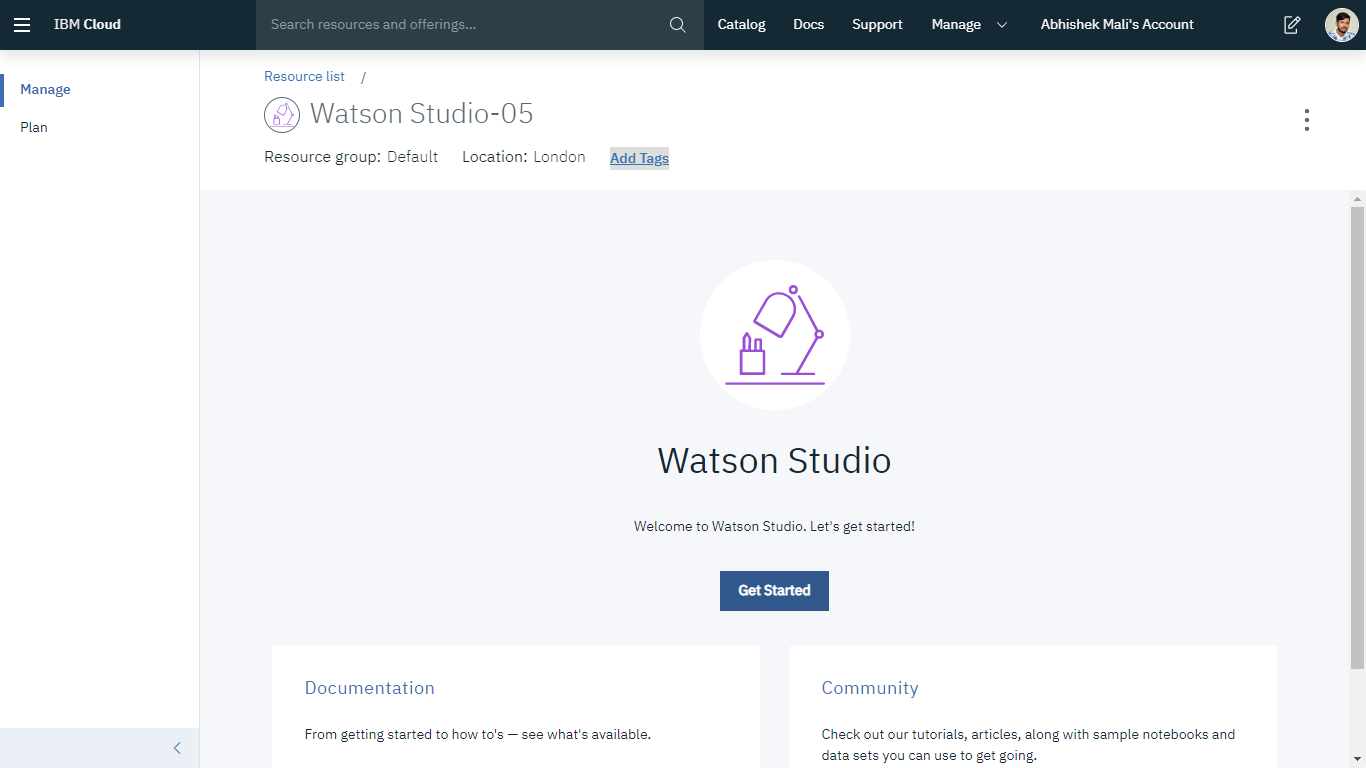 IBM Cloud
Search resources and offerings...
Catalog
Docs
Support
Manage
Abhishek Mali's Account
Manage
Plan
Resource list /
Watson Studio-05
Resource group: Default Location: London Add Tags
Watson Studio
Welcome to Watson Studio. Let's get started!
Get Started
Documentation
From getting started to how to's — see what's available.
Community
Check out our tutorials, articles, along with sample notebooks and
data sets you can use to get going.